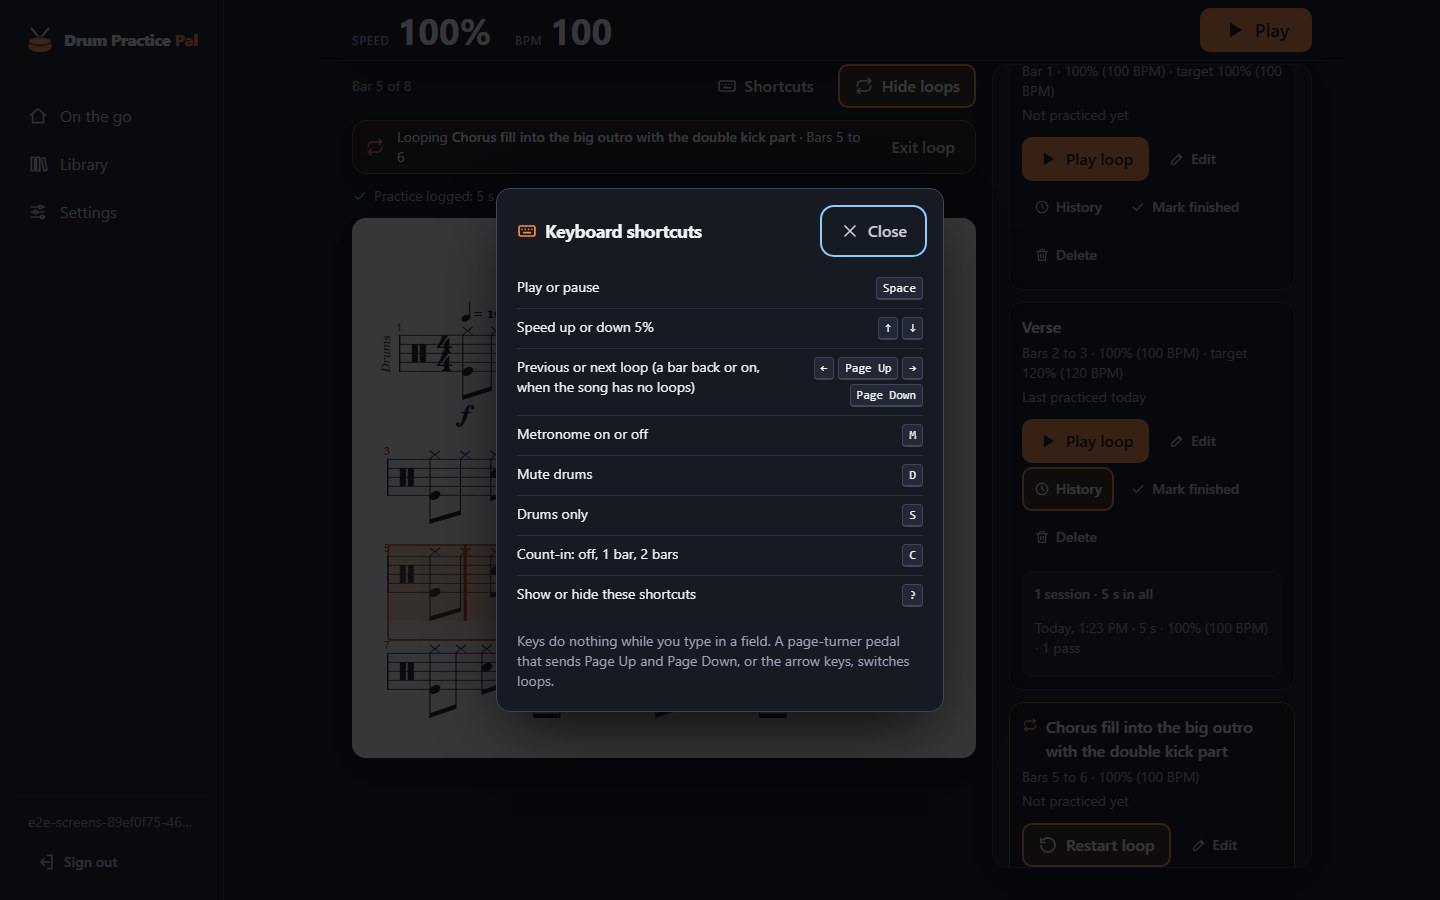 Drum Practice Pal
On the go
Library
Settings
e2e-screens-89ef0f75-46...
Sign out
SPEED 100% BPM 100
Play
Bar 5 of 8
Shortcuts
Hide loops
Looping Chorus fill into the big outro with the double kick part · Bars 5 to
6
Exit loop
Practice logged: 5 s
1
Drums
f
3
5
7
Keyboard shortcuts
Close
Play or pause
Space
Speed up or down 5%
↑ ↓
Previous or next loop (a bar back or on,
when the song has no loops)
← Page Up →
Page Down
Metronome on or off
M
Mute drums
D
Drums only
S
Count-in: off, 1 bar, 2 bars
C
Show or hide these shortcuts
?
Keys do nothing while you type in a field. A page-turner pedal
that sends Page Up and Page Down, or the arrow keys, switches
loops.
Bar 1 · 100% (100 BPM) · target 100% (100
BPM)
Not practiced yet
Play loop
Edit
History
Mark finished
Delete
Verse
Bars 2 to 3 · 100% (100 BPM) · target
120% (120 BPM)
Last practiced today
Play loop
Edit
History
Mark finished
Delete
1 session · 5 s in all
Today, 1:23 PM · 5 s · 100% (100 BPM)
· 1 pass
Chorus fill into the big outro
with the double kick part
Bars 5 to 6 · 100% (100 BPM)
Not practiced yet
Restart loop
Edit